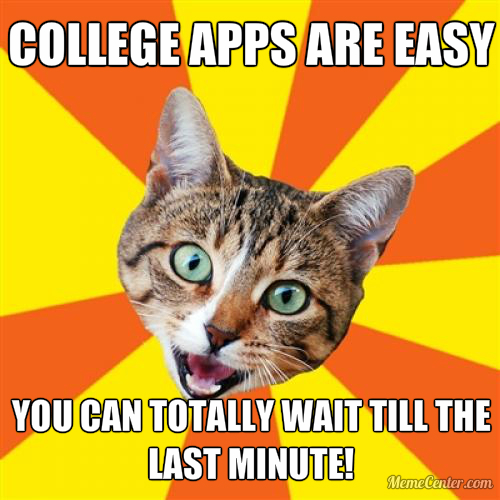 COLLEGE APPS ARE EASY
YOU CAN TOTALLY WAIT TILL THE
LAST MINUTE!
MemeCenter.com